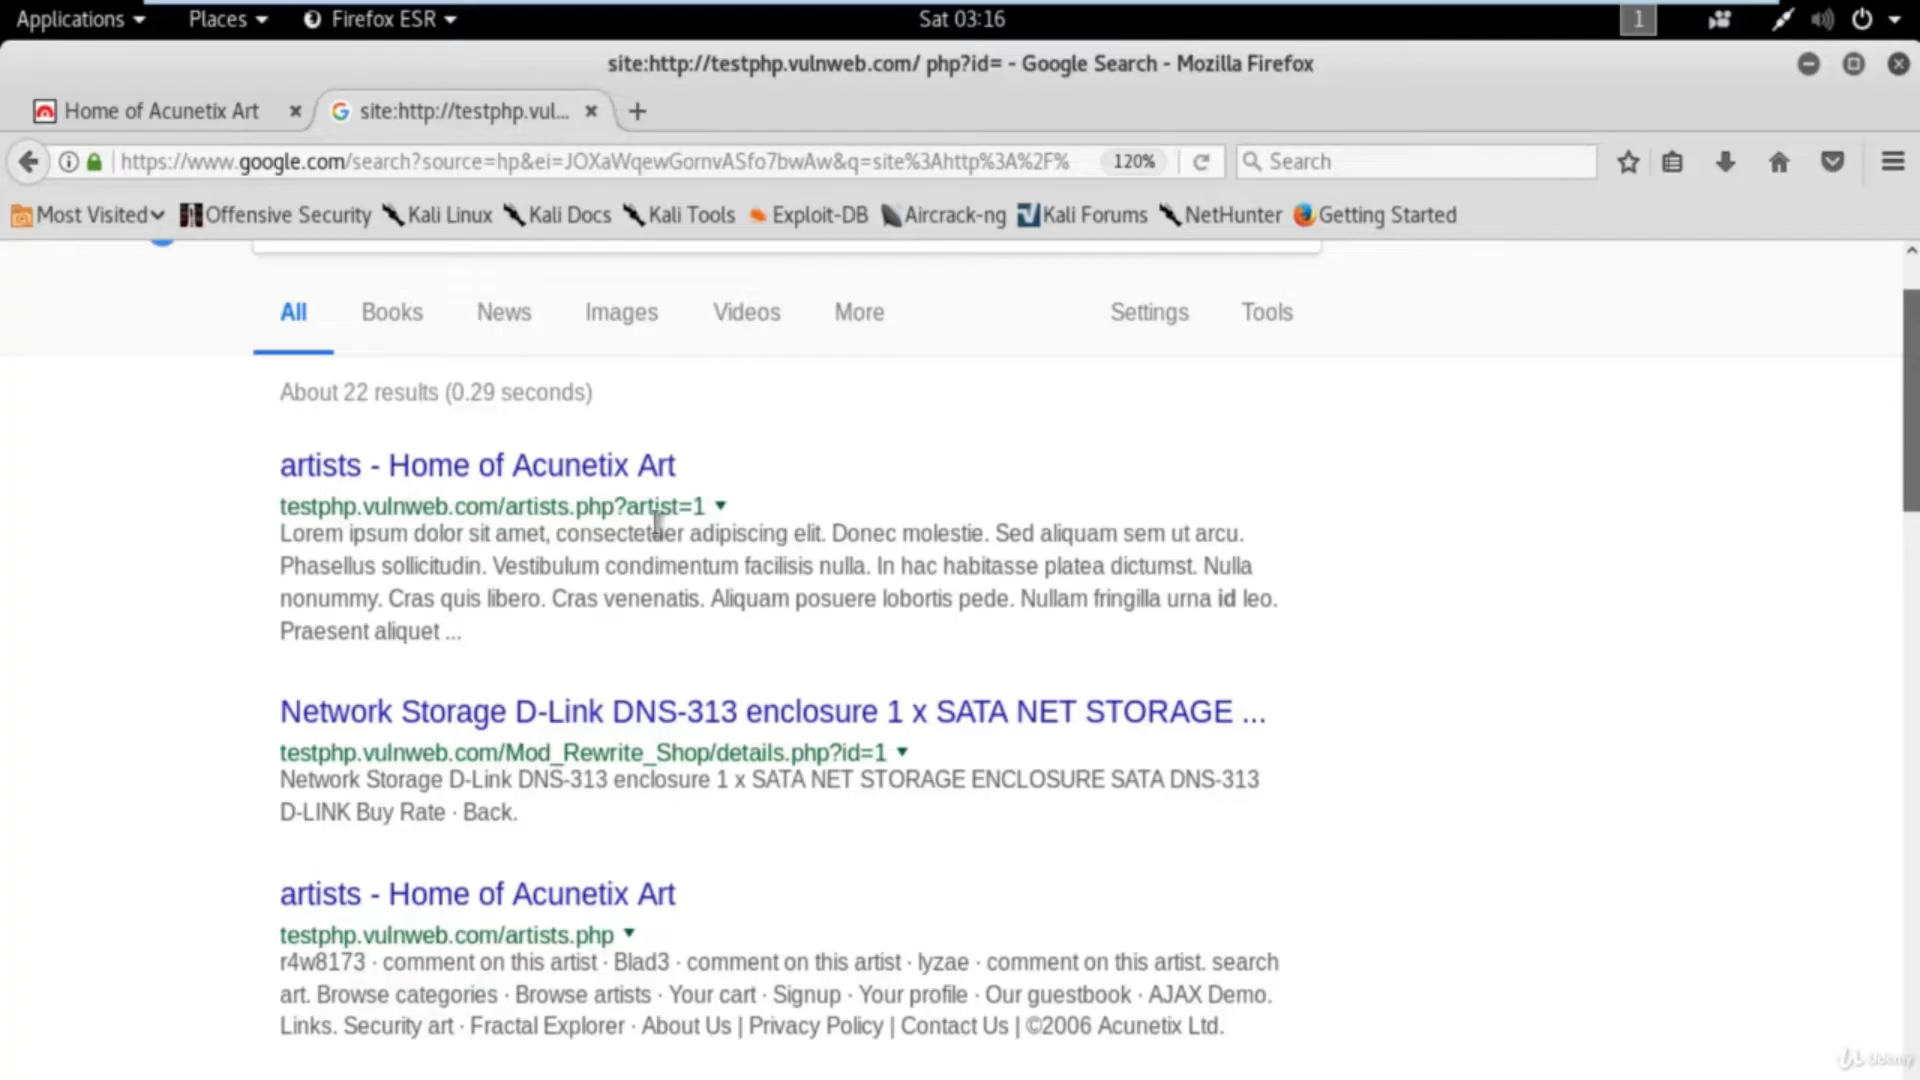 Applications Places Firefox ESR Sat 03:16 1
site:http://testphp.vulnweb.com/ php?id= - Google Search - Mozilla Firefox
Home of Acunetix Art site:http://testphp.vul...
https://www.google.com/search?source=hp&ei=JOXaWqewGornvASfo7bwAw&q=site%3Ahttp%3A%2F% 120% Search
Most Visited Offensive Security Kali Linux Kali Docs Kali Tools Exploit-DB Aircrack-ng Kali Forums NetHunter Getting Started
All Books News Images Videos More Settings Tools
About 22 results (0.29 seconds)
artists - Home of Acunetix Art
testphp.vulnweb.com/artists.php?artist=1
Lorem ipsum dolor sit amet, consectetuer adipiscing elit. Donec molestie. Sed aliquam sem ut arcu.
Phasellus sollicitudin. Vestibulum condimentum facilisis nulla. In hac habitasse platea dictumst. Nulla
nonummy. Cras quis libero. Cras venenatis. Aliquam posuere lobortis pede. Nullam fringilla urna id leo.
Praesent aliquet ...
Network Storage D-Link DNS-313 enclosure 1 x SATA NET STORAGE ...
testphp.vulnweb.com/Mod_Rewrite_Shop/details.php?id=1
Network Storage D-Link DNS-313 enclosure 1 x SATA NET STORAGE ENCLOSURE SATA DNS-313
D-LINK Buy Rate · Back.
artists - Home of Acunetix Art
testphp.vulnweb.com/artists.php
r4w8173 · comment on this artist · Blad3 · comment on this artist · lyzae · comment on this artist. search
art. Browse categories · Browse artists · Your cart · Signup · Your profile · Our guestbook · AJAX Demo.
Links. Security art · Fractal Explorer · About Us | Privacy Policy | Contact Us | ©2006 Acunetix Ltd.
Udemy